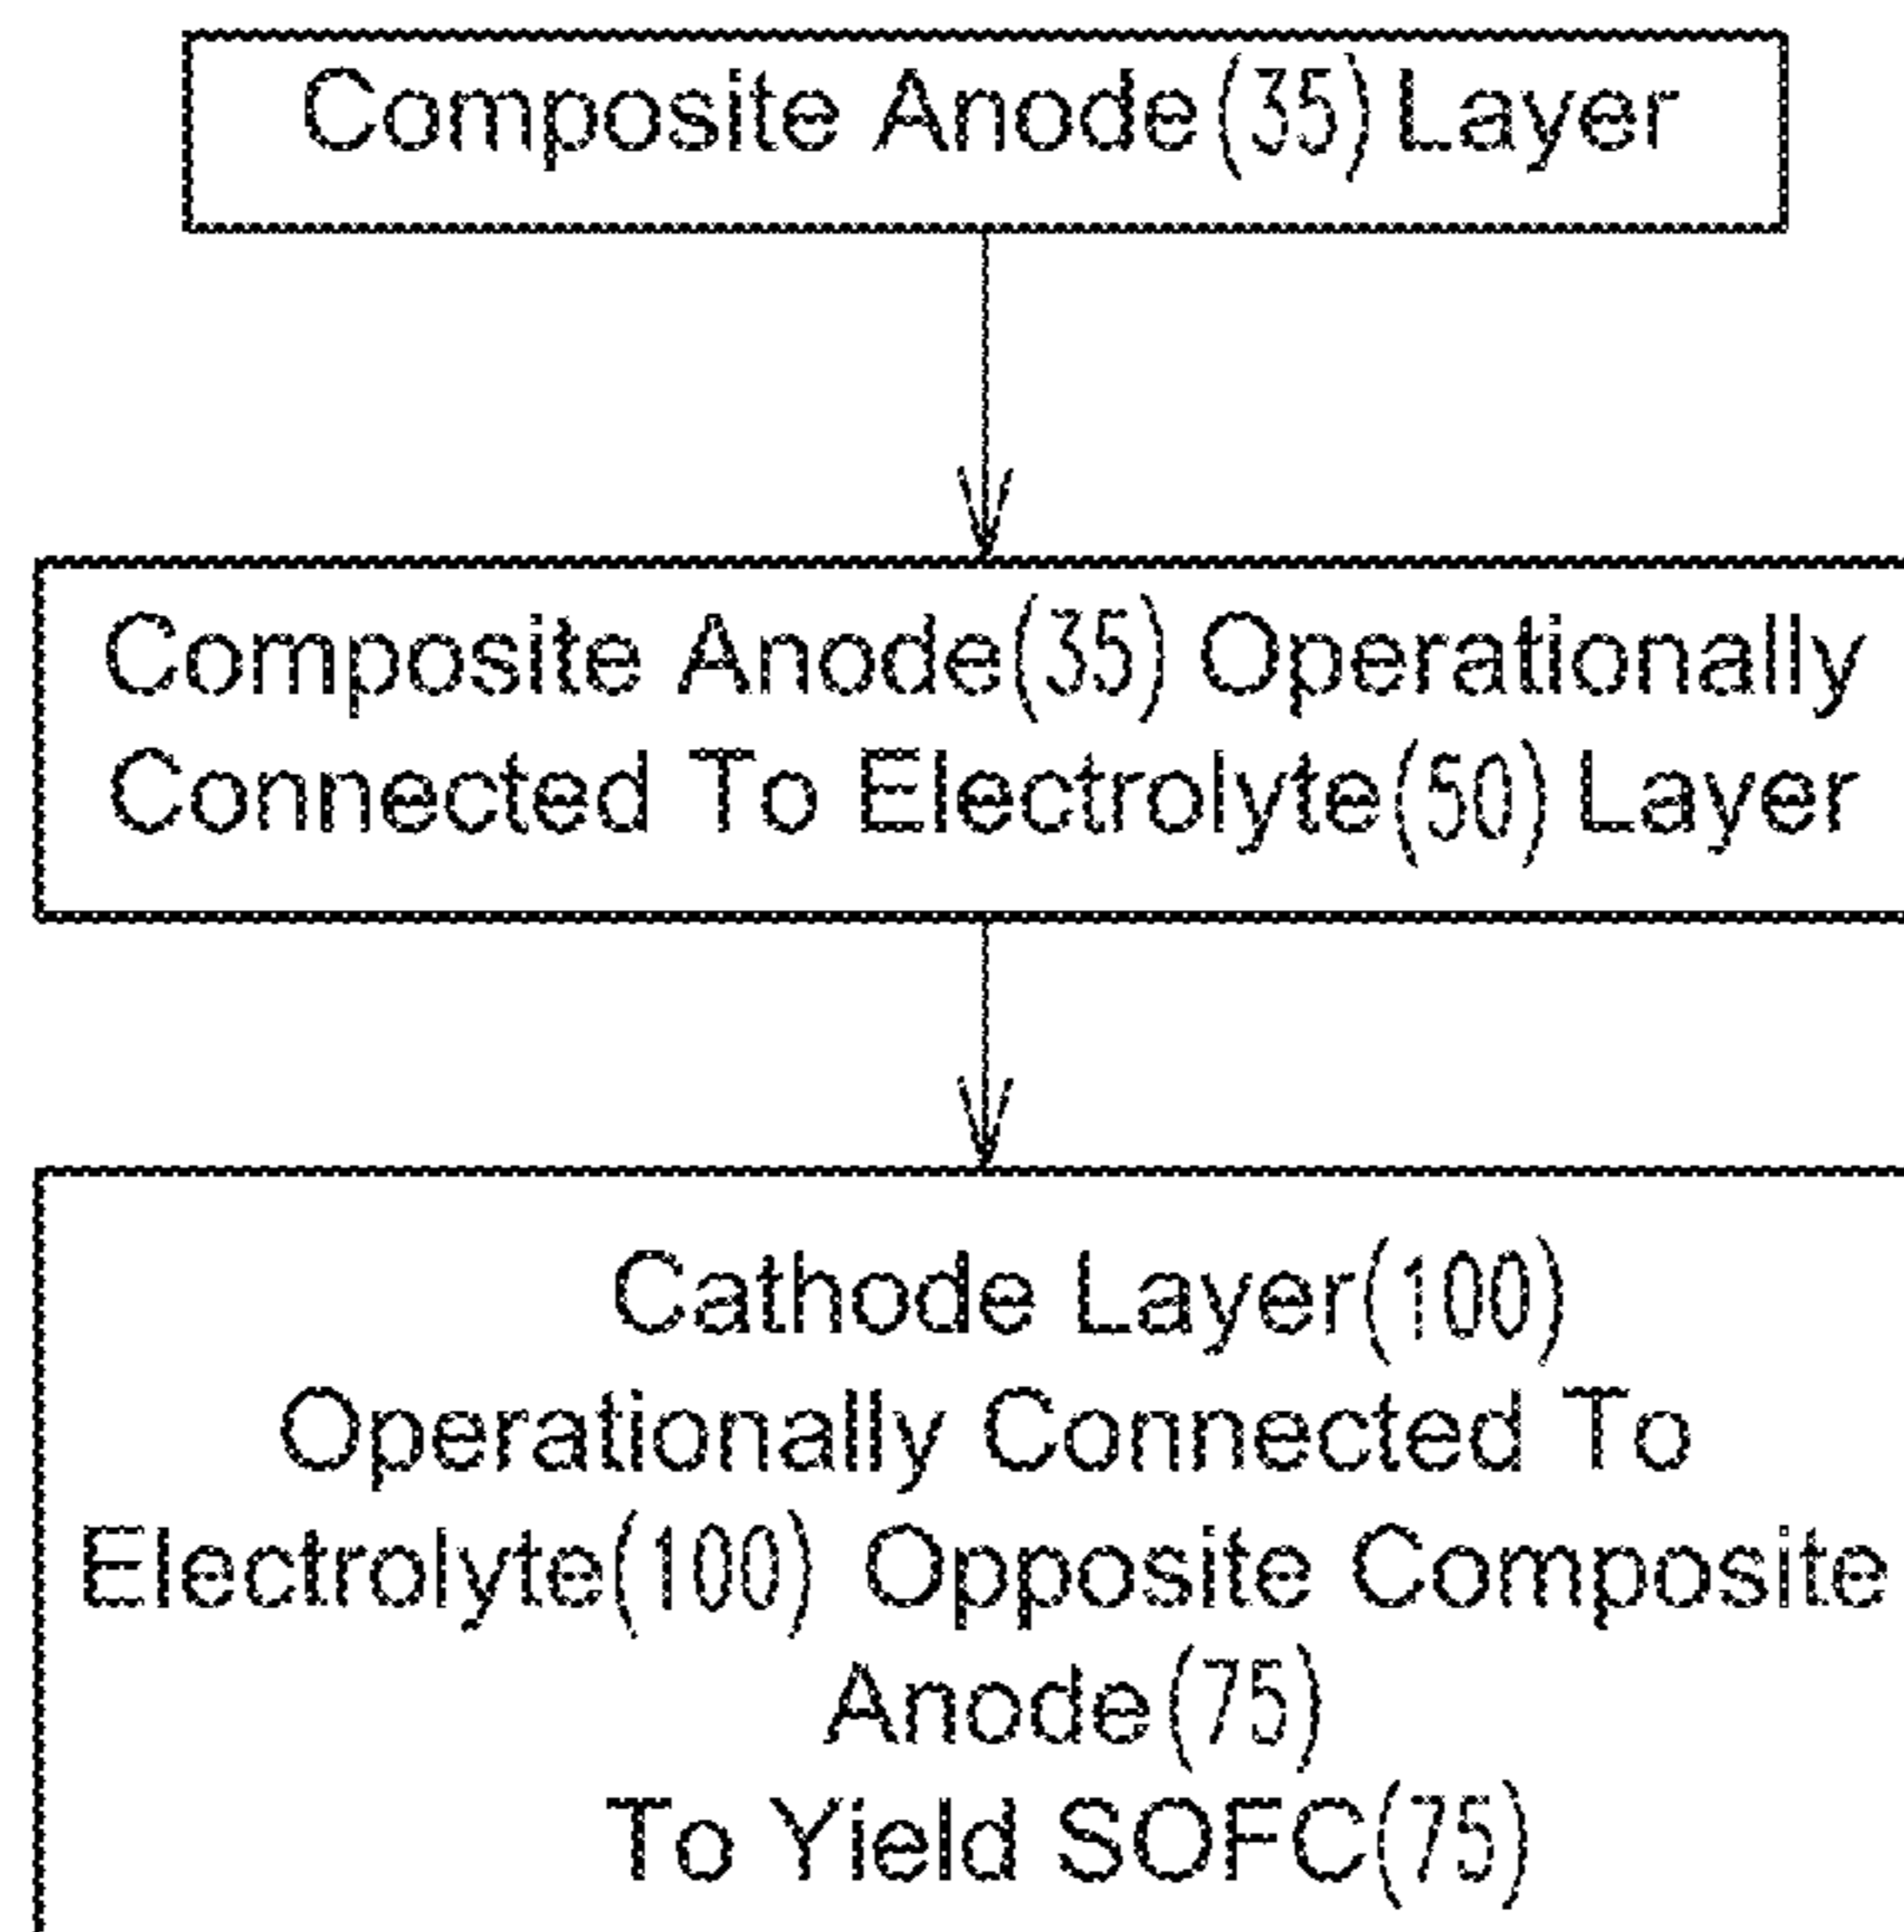 Composite Anode(35) Layer
Composite Anode(35) Operationally
Connected To Electrolyte(50) Layer
Cathode Layer(100)
Operationally Connected To
Electrolyte(100) Opposite Composite
Anode(75)
To Yield SOFC(75)